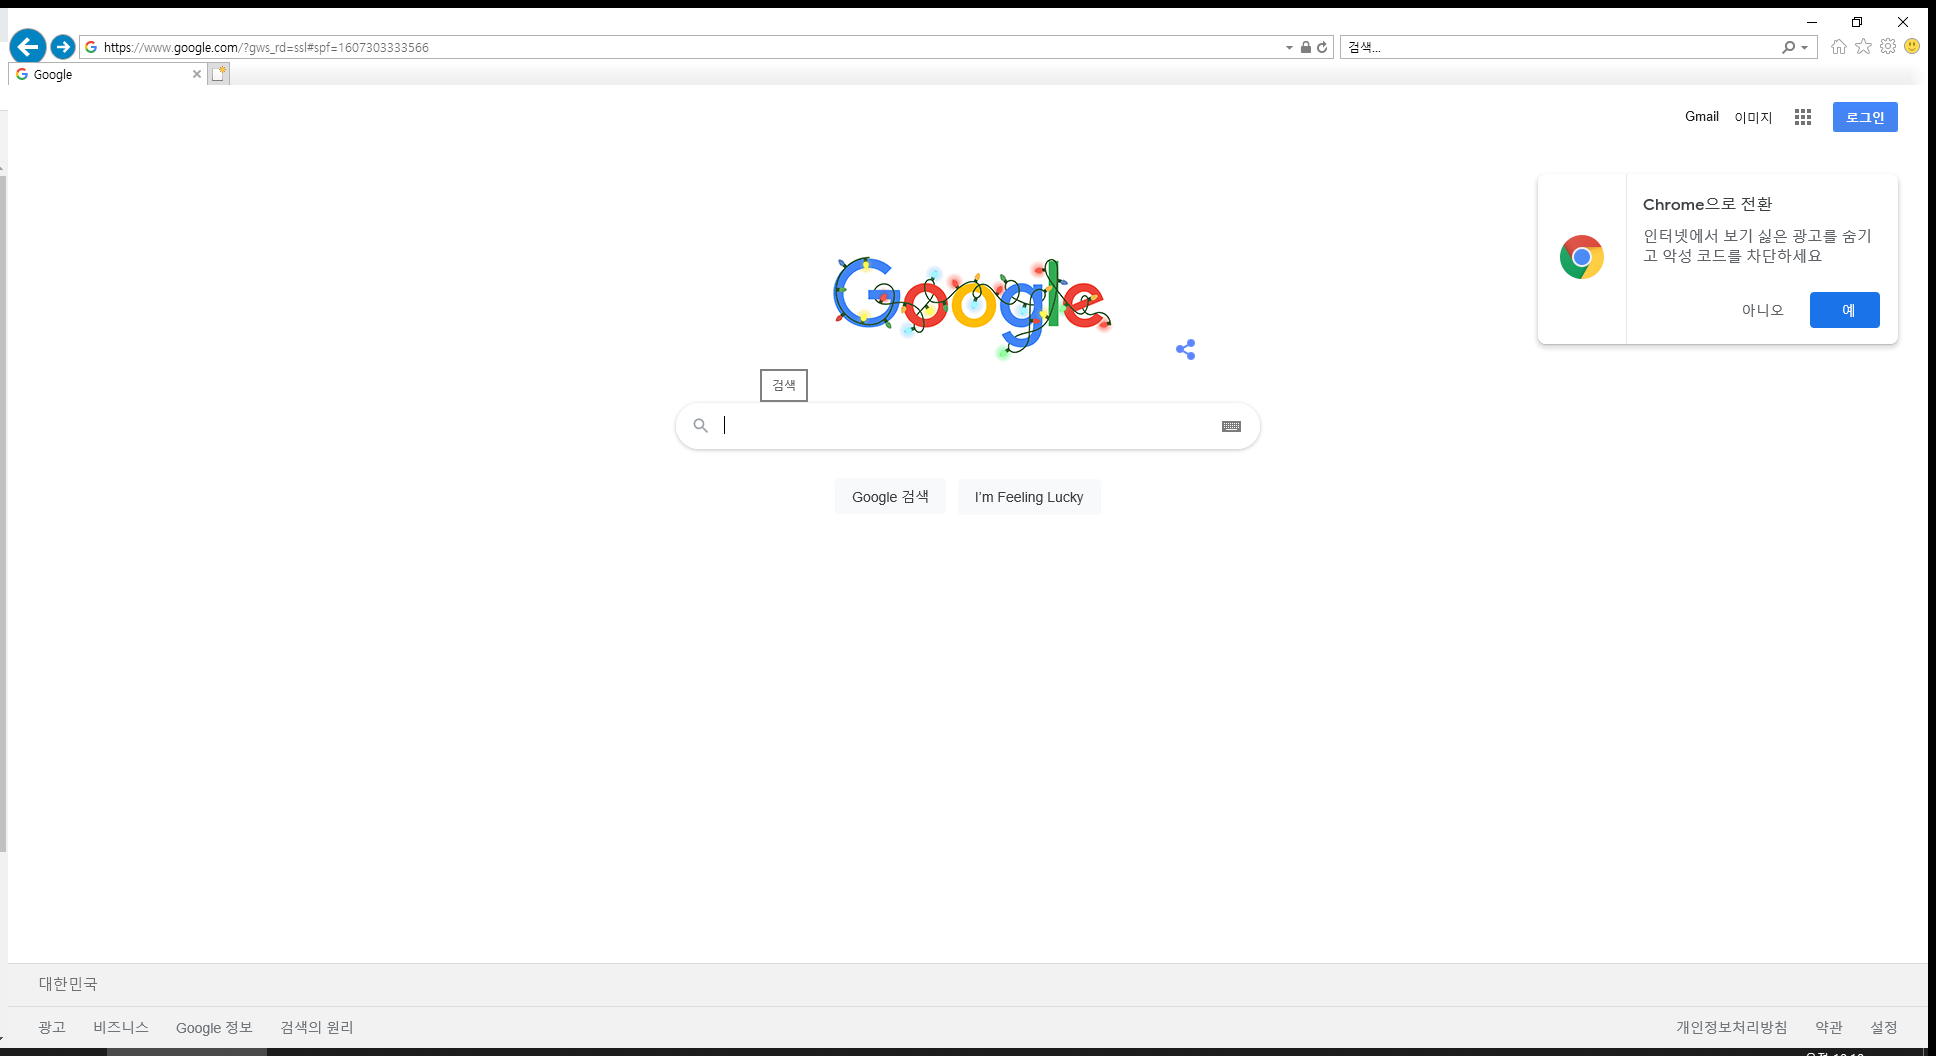 https://www.google.com/?gws_rd=ssl#spf=1607303333566
검색...
Google
Gmail
이미지
로그인
Chrome으로 전환
인터넷에서 보기 싫은 광고를 숨기
고 악성 코드를 차단하세요
아니오
예
Google
검색
Google 검색
I'm Feeling Lucky
대한민국
광고
비즈니스
Google 정보
검색의 원리
개인정보처리방침
약관
설정